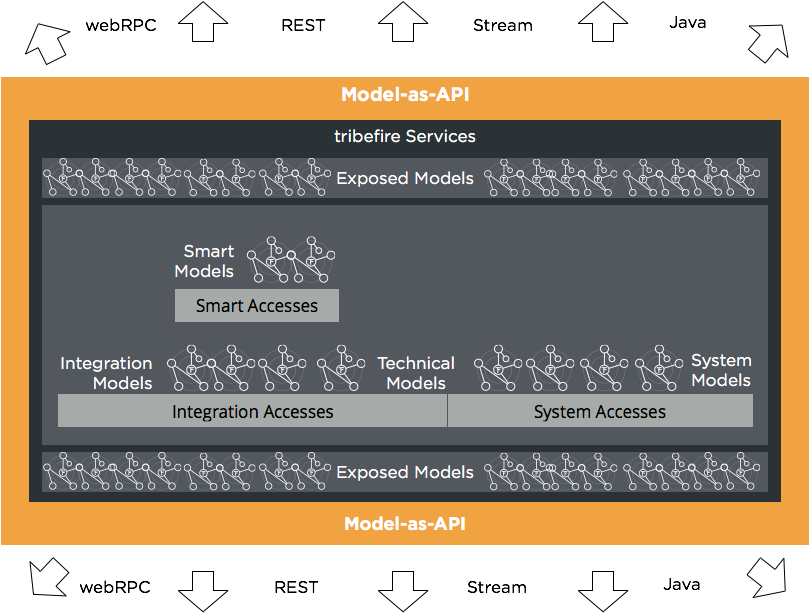 webRPC REST Stream Java
Model-as-API
tribefire Services
Exposed Models
Smart
Models
Smart Accesses
Integration
Models
Technical
Models
System
Models
Integration Accesses
System Accesses
Exposed Models
Model-as-API
webRPC REST Stream Java